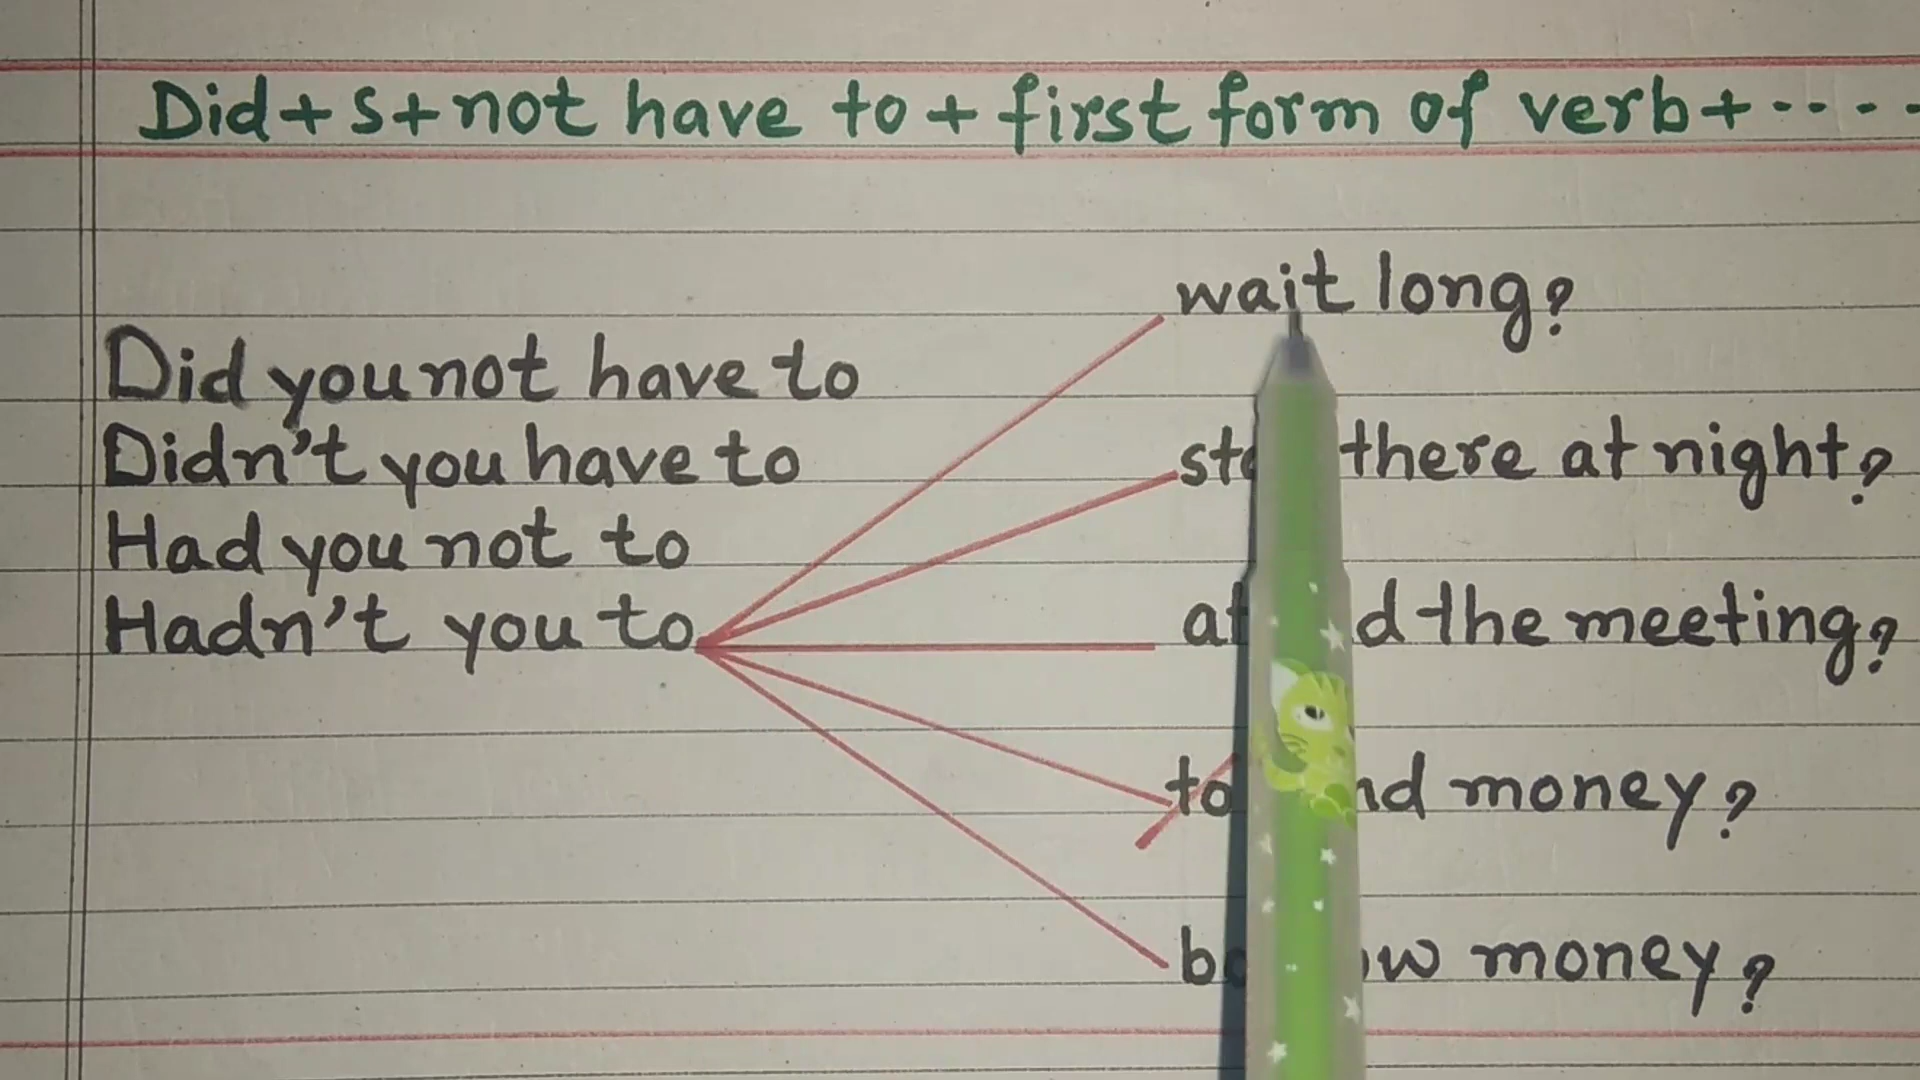 Did+s+not have to + first form of verb+----
wait long?
Did you not have to
Didn't you have to
there at night?
Had you not to
Hadn't you to
the meeting?
money?
money?